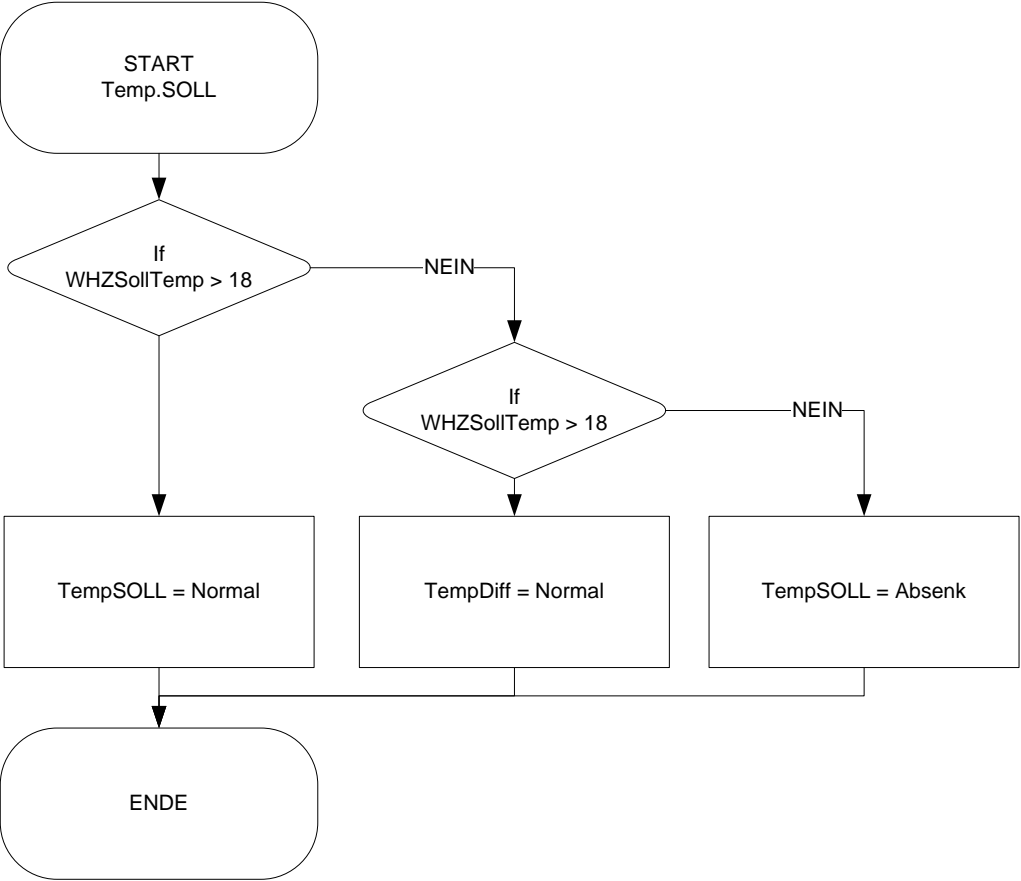 START
Temp.SOLL
If
WHZSollTemp > 18
NEIN
If
WHZSollTemp > 18
NEIN
TempSOLL = Normal
TempDiff = Normal
TempSOLL = Absenk
ENDE